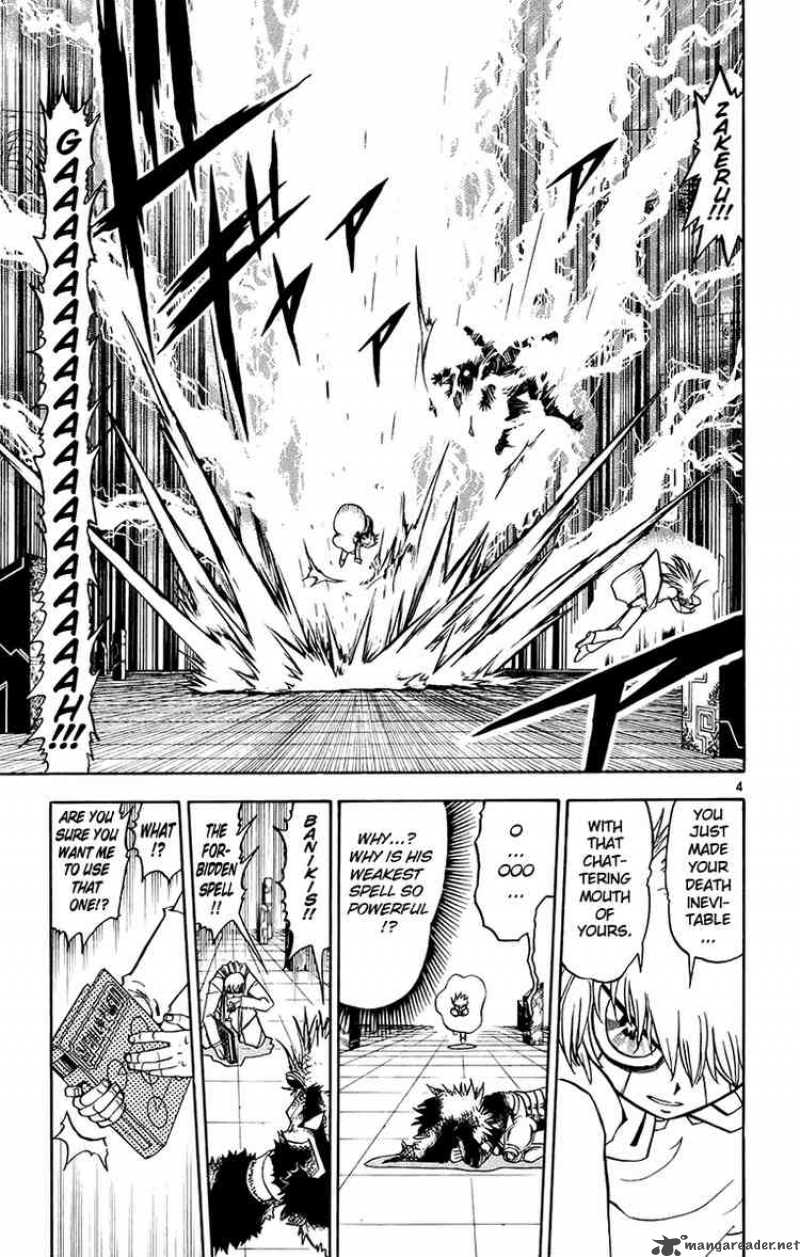 ZAKERU!!!
GAAAAAAAAAAAAAAAAAAAAAH!!!
4
YOU
JUST
MADE
YOUR
DEATH
INEVI-
TABLE
...
WITH
THAT
CHAT-
TERING
MOUTH
OF
YOURS.
O
...
OOO
...
WHY...?
WHY IS HIS
WEAKEST
SPELL SO
POWERFUL
!?
BANIKIS!!
THE
FOR-
BIDDEN
SPELL
!!
WHAT
!?
ARE YOU
SURE YOU
WANT ME
TO USE
THAT
ONE!?
mangareader.net